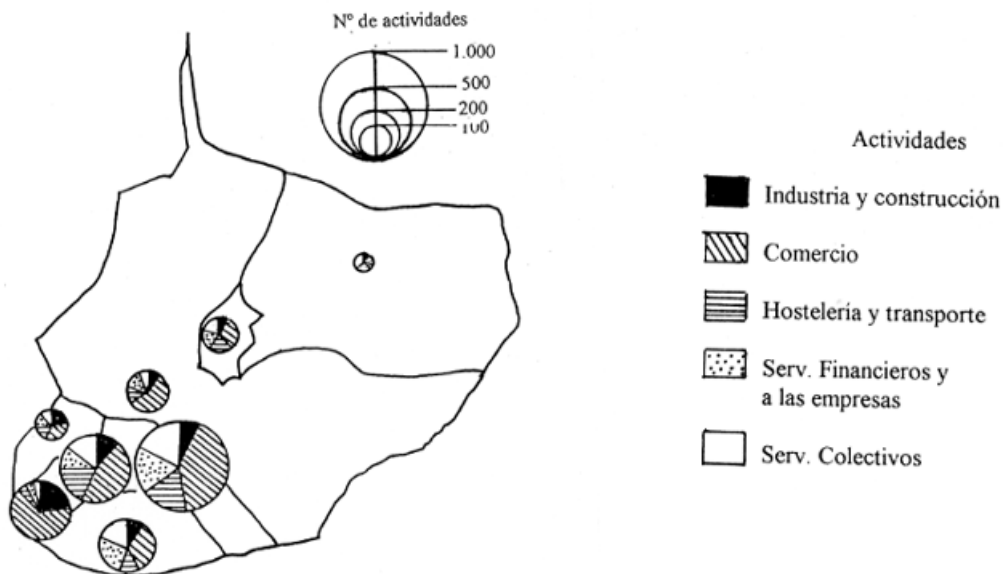 Nº de actividades
1.000
500
200
100
Actividades
Industria y construcción
Comercio
Hostelería y transporte
Serv. Financieros y
a las empresas
Serv. Colectivos